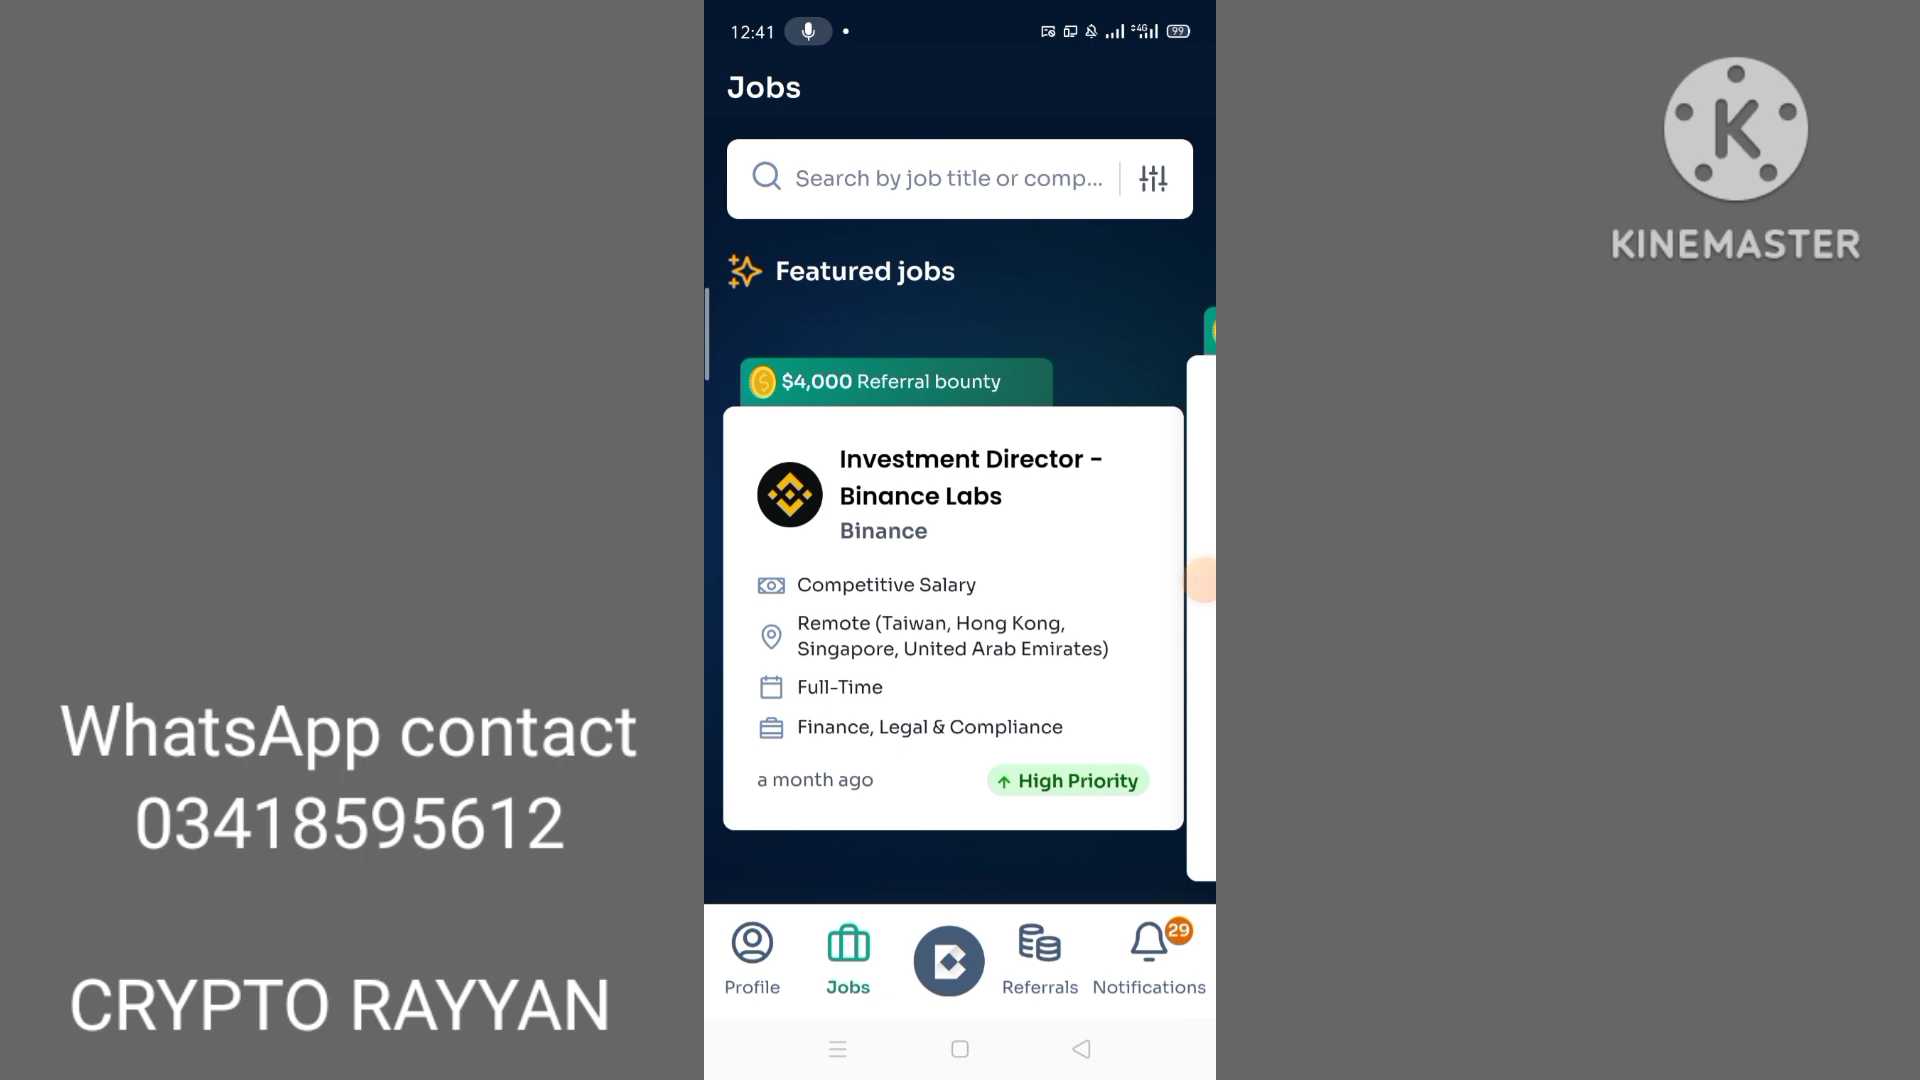 12:41
4G
99
Jobs
Search by job title or comp...
Featured jobs
$4,000 Referral bounty
Investment Director -
Binance Labs
Binance
Competitive Salary
Remote (Taiwan, Hong Kong,
Singapore, United Arab Emirates)
Full-Time
Finance, Legal & Compliance
a month ago
High Priority
Profile
Jobs
Referrals
29
Notifications
WhatsApp contact
03418595612
CRYPTO RAYYAN
K
KINEMASTER